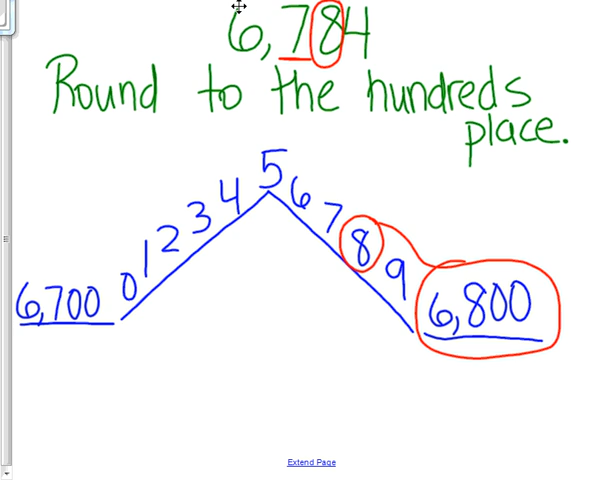 6,784
Round to the hundreds
place.
5
4 6
3 7
2 8
1 9
6,700 0 6,800
Extend Page